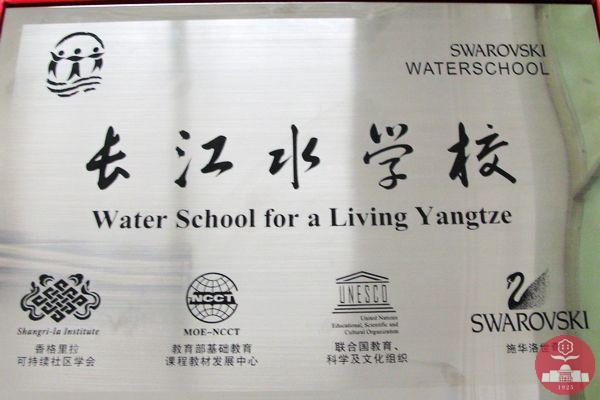 SWAROVSKI
WATERSCHOOL
长江水学校
Water School for a Living Yangtze
Shangri-la Institute
香格里拉
可持续社区学会
NCCT
MOE-NCCT
教育部基础教育
课程教材发展中心
UNESCO
United Nations
Educational, Scientific and
Cultural Organization
联合国教育、
科学及文化组织
SWAROVSKI
施华洛世
1925